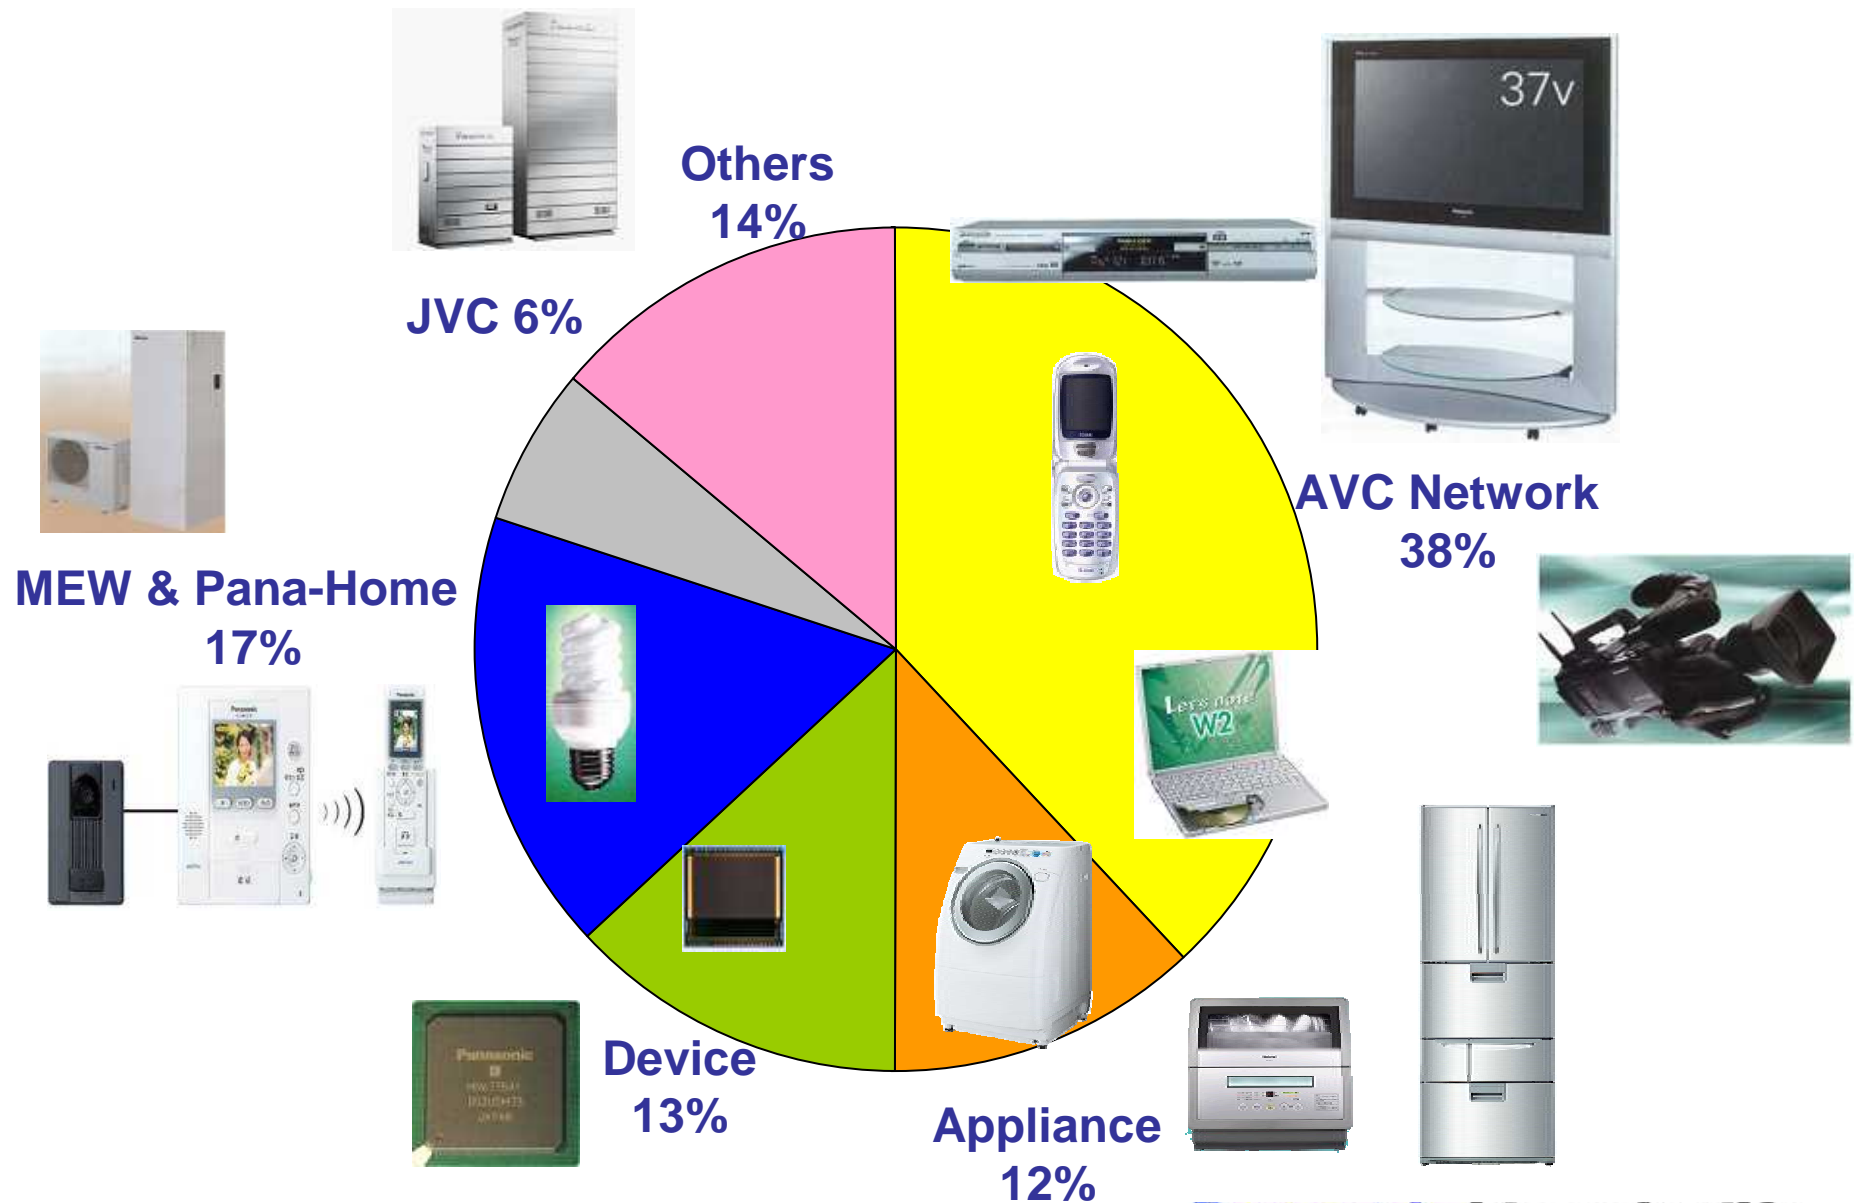 Others
14%
37v
JVC 6%
AVC Network
38%
MEW & Pana-Home
17%
Panasonic
Let's note
W2
Panasonic
Device
13%
Appliance
12%